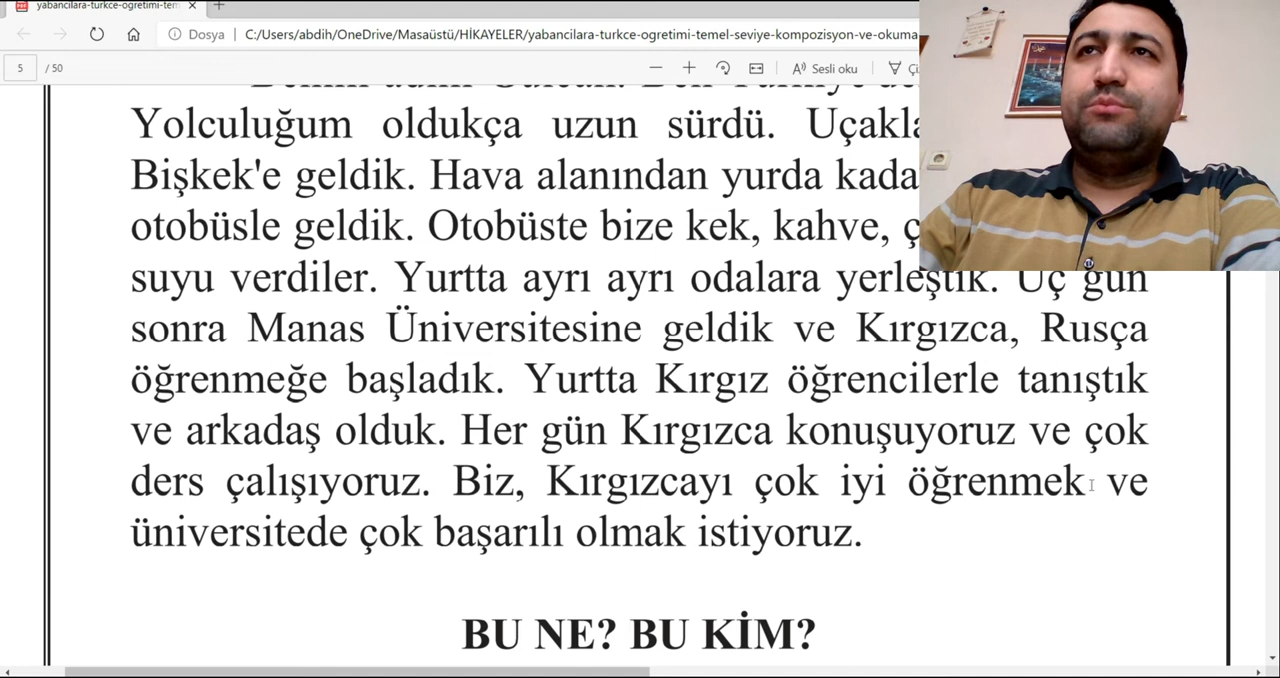 yabancilara-turkce-ogretimi-tem
Dosya
C:/Users/abdih/OneDrive/Masaüstü/HİKAYELER/yabancilara-turkce-ogretimi-temel-seviye-kompozisyon-ve-okuma
5 / 50
Sesli oku
Yolculuğum oldukça uzun sürdü.
Bişkek'e geldik. Hava alanından yurda
otobüsle geldik. Otobüste bize kek, kahve,
suyu verdiler. Yurtta ayrı ayrı odalara yerleştik. Üç gün
sonra Manas Üniversitesine geldik ve Kırgızca, Rusça
öğrenmeğe başladık. Yurtta Kırgız öğrencilerle tanıştık
ve arkadaş olduk. Her gün Kırgızca konuşuyoruz ve çok
ders çalışıyoruz. Biz, Kırgızcayı çok iyi öğrenmek ve
üniversitede çok başarılı olmak istiyoruz.
BU NE? BU KİM?